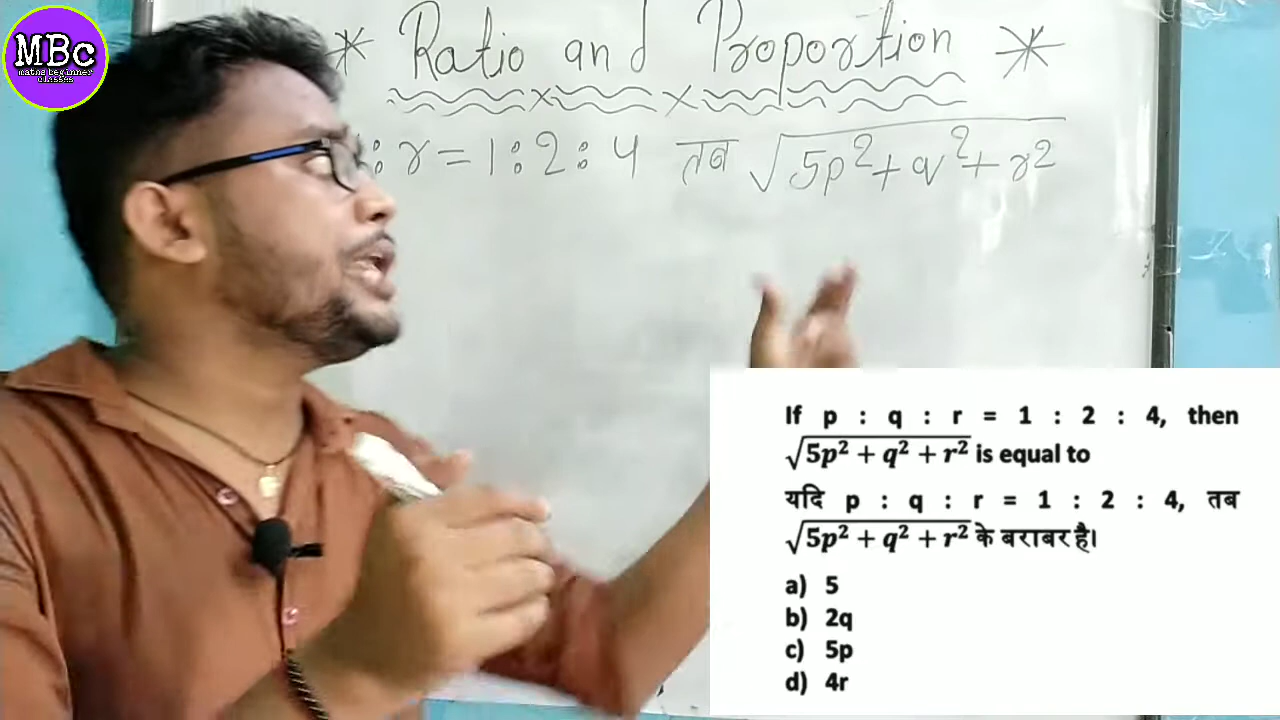 MBc
maths beginner
classes
* Ratio and Proportion *
: r = 1 : 2 : 4 तब √5p² + q² + r²
If p : q : r = 1 : 2 : 4, then
√5p² + q² + r² is equal to
यदि p : q : r = 1 : 2 : 4, तब
√5p² + q² + r² के बराबर है।
a) 5
b) 2q
c) 5p
d) 4r